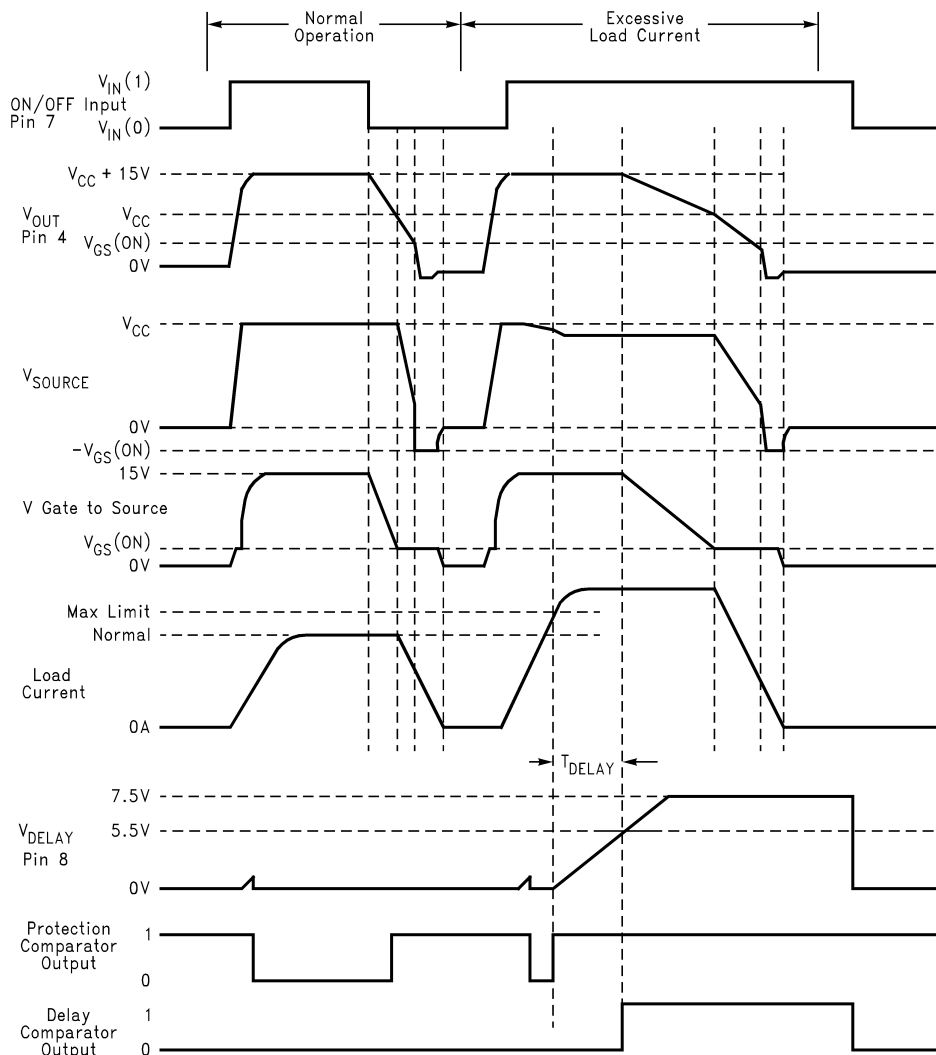 Normal
Operation
Excessive
Load Current
V_IN(1)
ON/OFF Input
Pin 7
V_IN(0)
V_CC + 15V
V_OUT
Pin 4
V_CC
V_GS(ON)
0V
V_CC
V_SOURCE
0V
-V_GS(ON)
15V
V Gate to Source
V_GS(ON)
0V
Max Limit
Normal
Load
Current
0A
T_DELAY
7.5V
V_DELAY
Pin 8
5.5V
0V
Protection
Comparator
Output
1
0
Delay
Comparator
Output
1
0